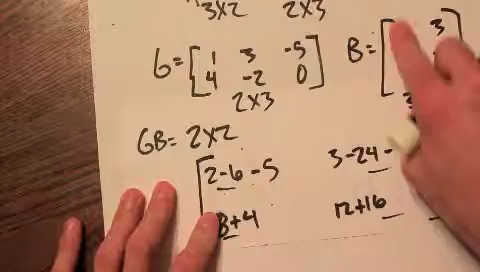 3x2 2x3
G = [ 1 3 -5 B = [ 3
4 -2 0 ]
2x3
GB = 2x2
[ 2-6-5 3-24-
8+4 12+16